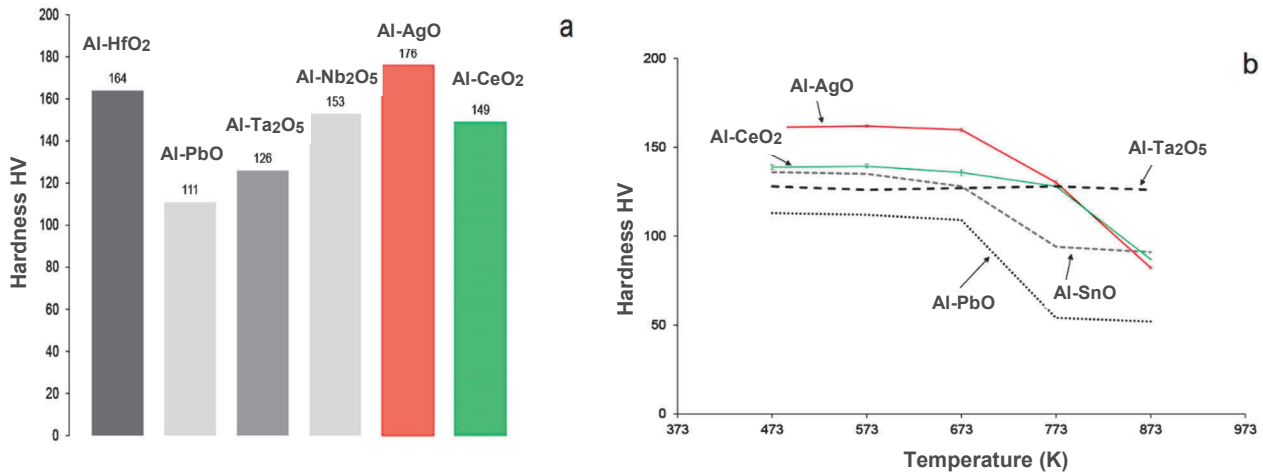 a
Hardness HV
200
180
160
140
120
100
80
60
40
20
0
Al-HfO2
164
Al-PbO
111
Al-Ta2O5
126
Al-Nb2O5
153
Al-AgO
176
Al-CeO2
149
b
Hardness HV
200
150
100
50
0
Al-AgO
Al-CeO2
Al-Ta2O5
Al-PbO
Al-SnO
373
473
573
673
773
873
973
Temperature (K)